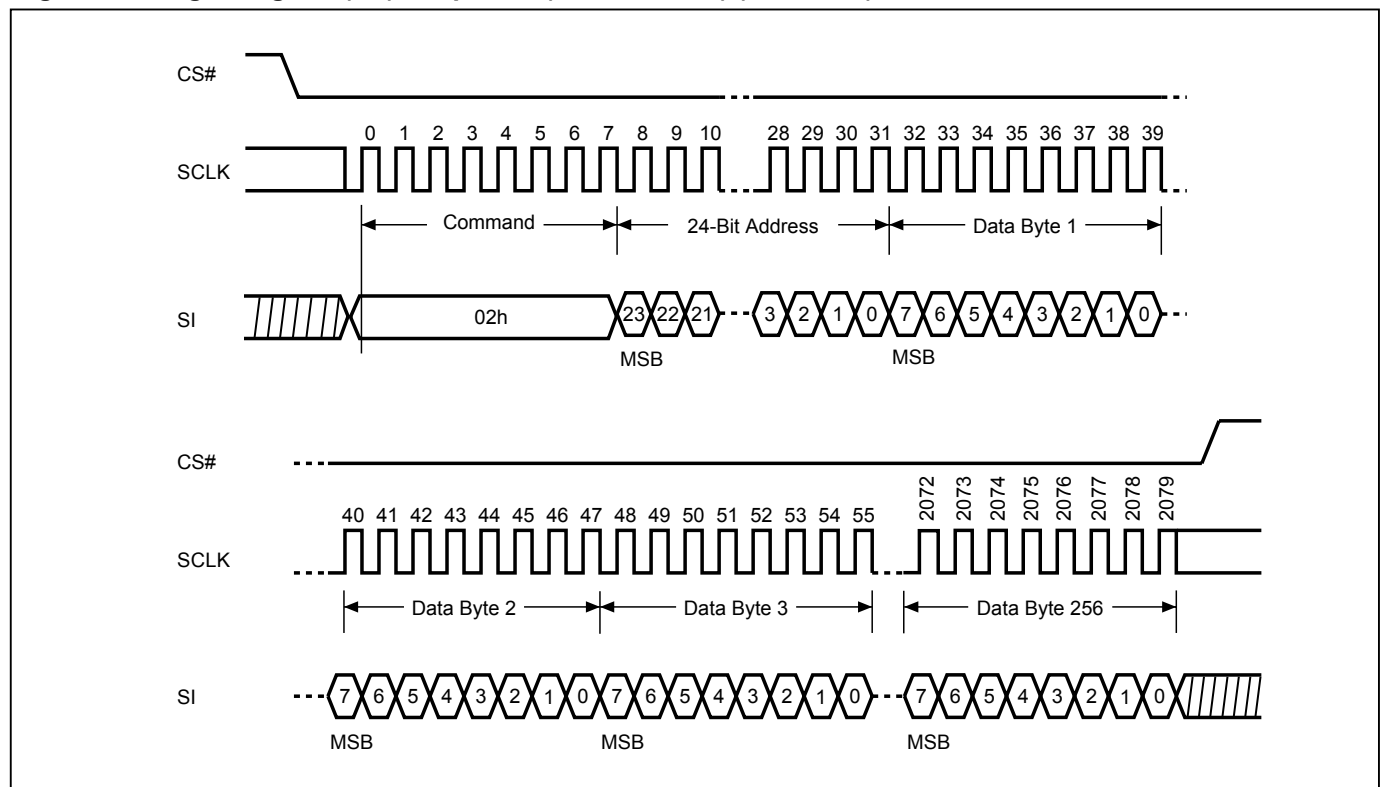 CS#
0 1 2 3 4 5 6 7 8 9 10 28 29 30 31 32 33 34 35 36 37 38 39
SCLK
Command 24-Bit Address Data Byte 1
SI 02h 23 22 21 3 2 1 0 7 6 5 4 3 2 1 0
MSB MSB
CS#
40 41 42 43 44 45 46 47 48 49 50 51 52 53 54 55 2072 2073 2074 2075 2076 2077 2078 2079
SCLK
Data Byte 2 Data Byte 3 Data Byte 256
SI 7 6 5 4 3 2 1 0 7 6 5 4 3 2 1 0 7 6 5 4 3 2 1 0
MSB MSB MSB